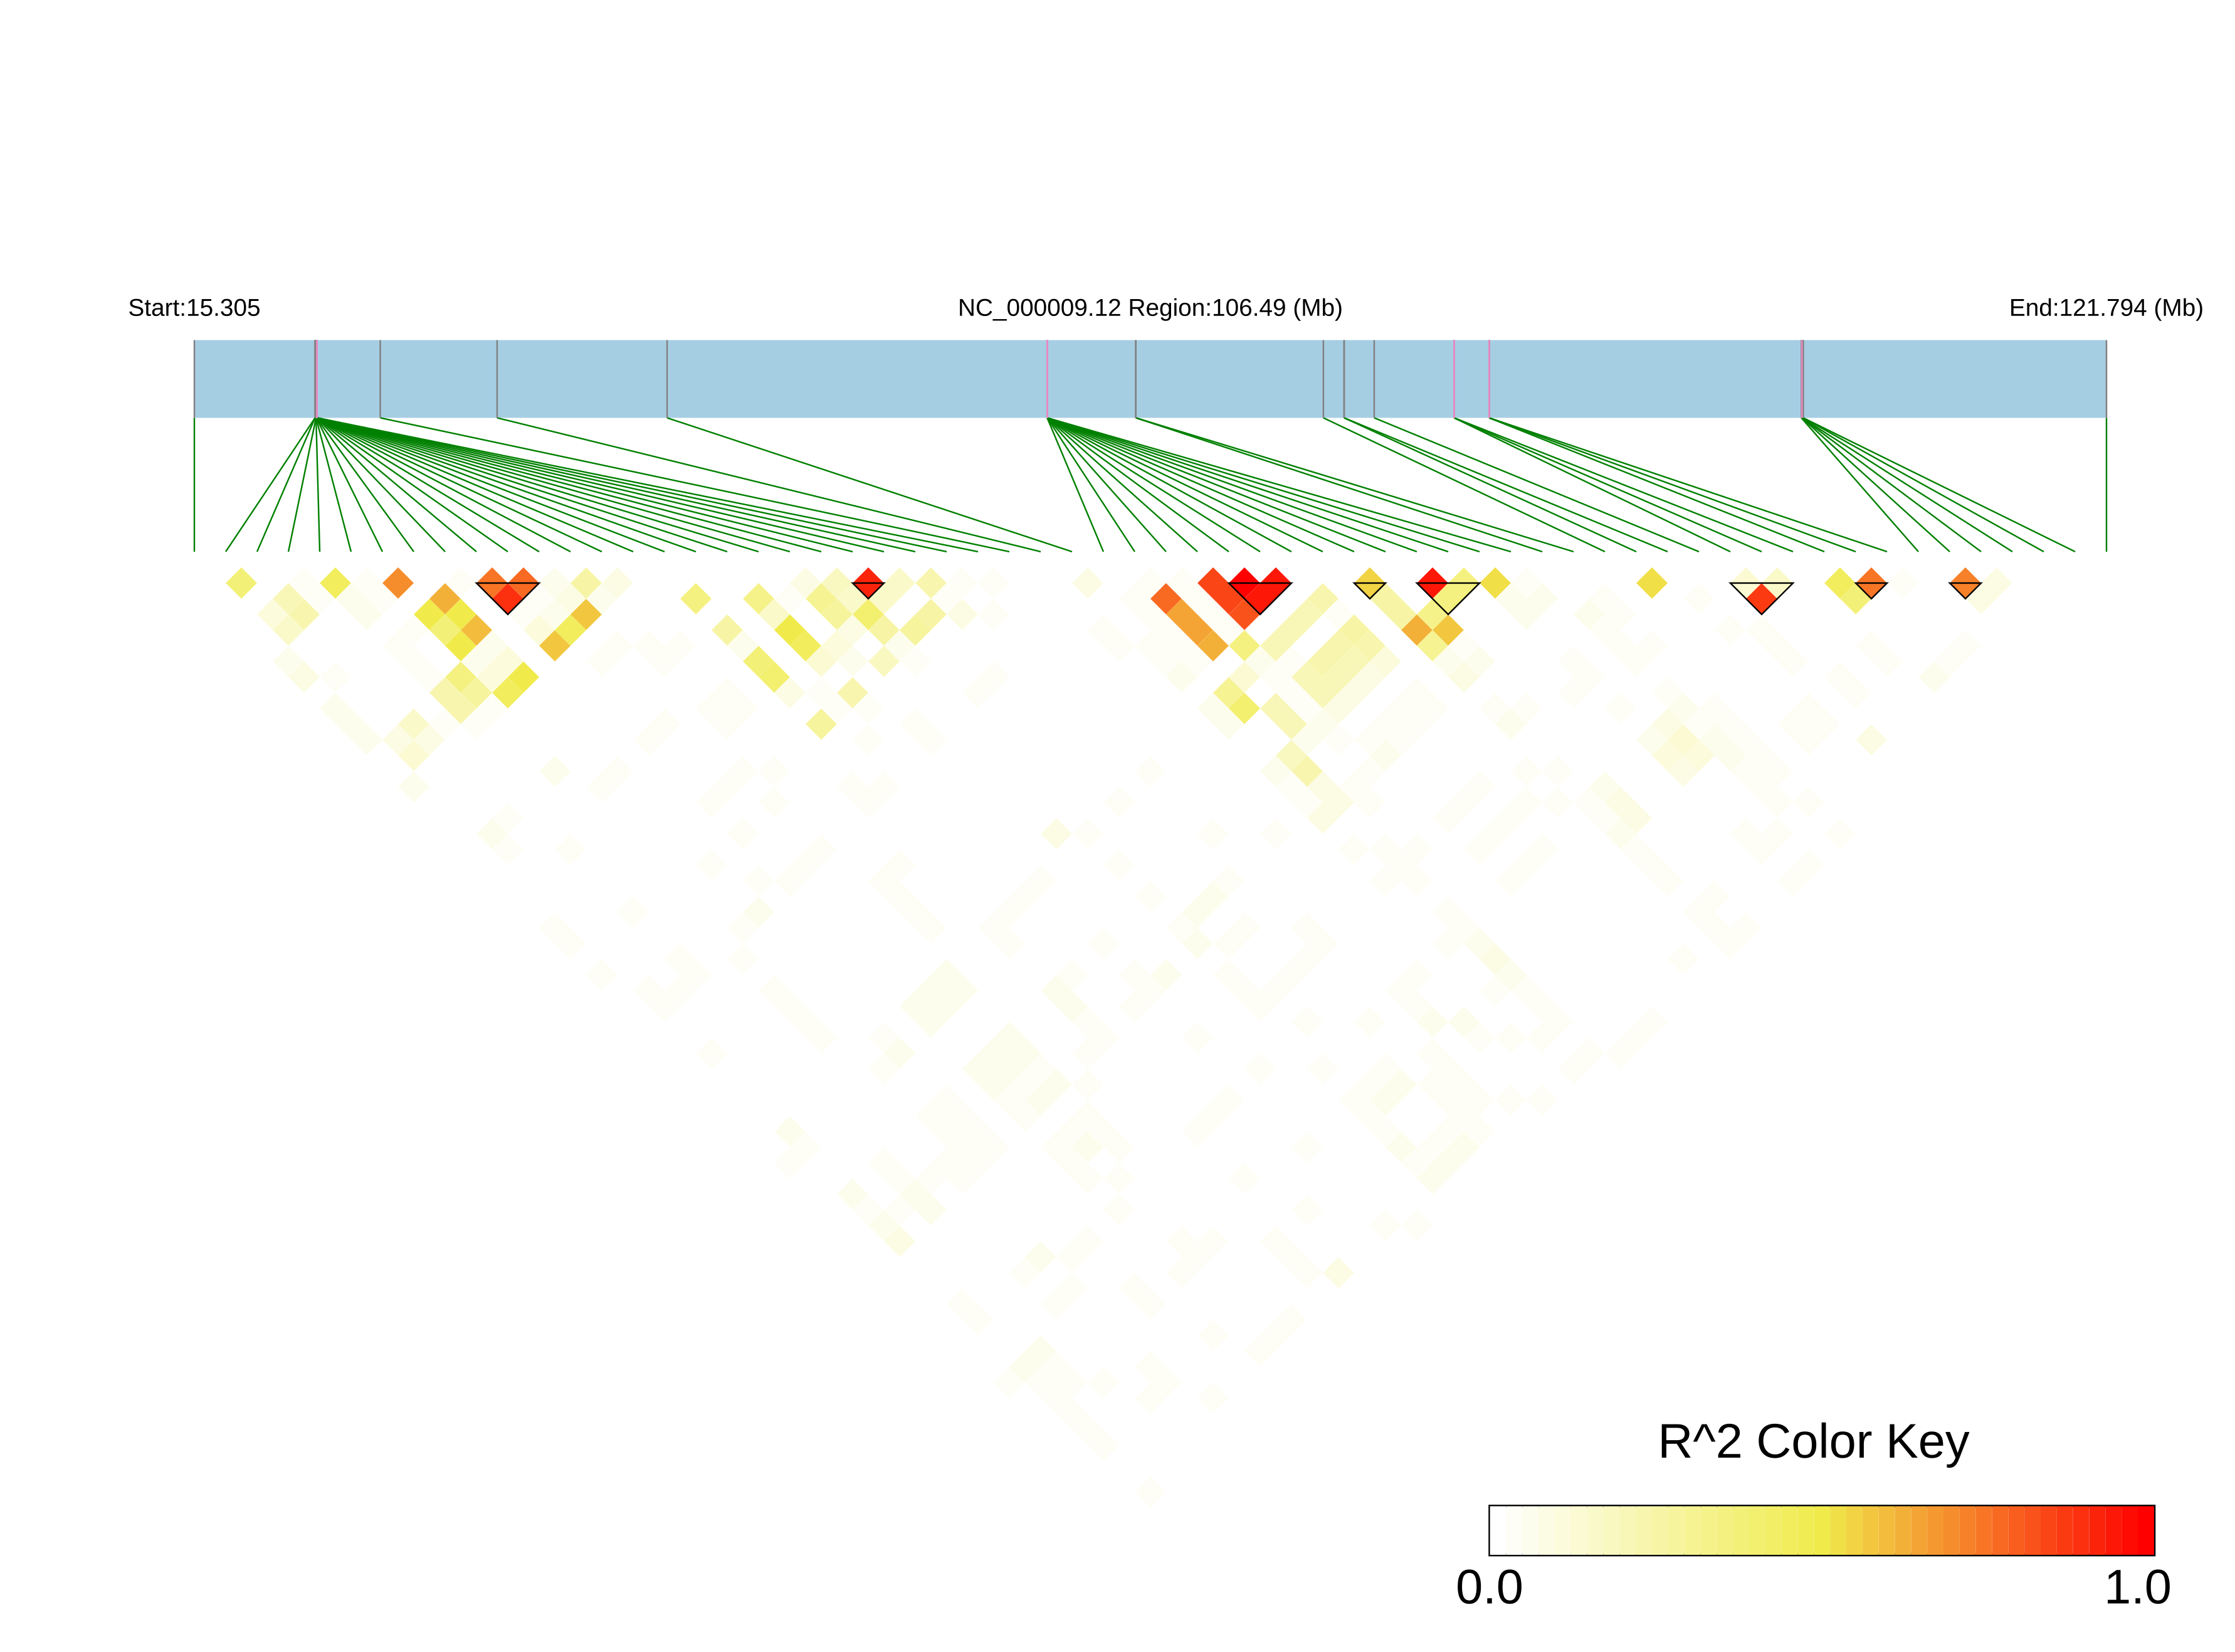 Start:15.305 NC_000009.12 Region:106.49 (Mb) End:121.794 (Mb)
R^2 Color Key
0.0 1.0